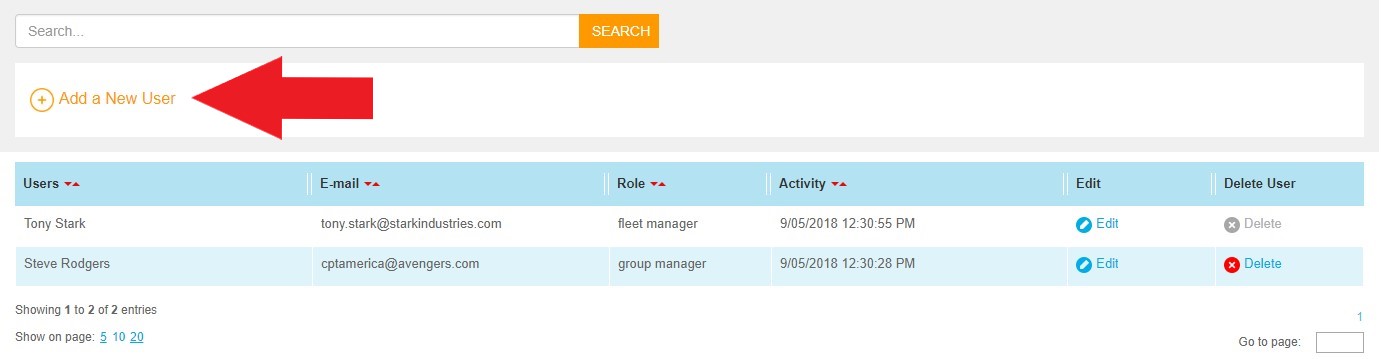 Search... SEARCH
Add a New User
Users E-mail Role Activity Edit Delete User
Tony Stark tony.stark@starkindustries.com fleet manager 9/05/2018 12:30:55 PM Edit Delete
Steve Rodgers cptamerica@avengers.com group manager 9/05/2018 12:30:28 PM Edit Delete
Showing 1 to 2 of 2 entries
1
Show on page: 5 10 20
Go to page: